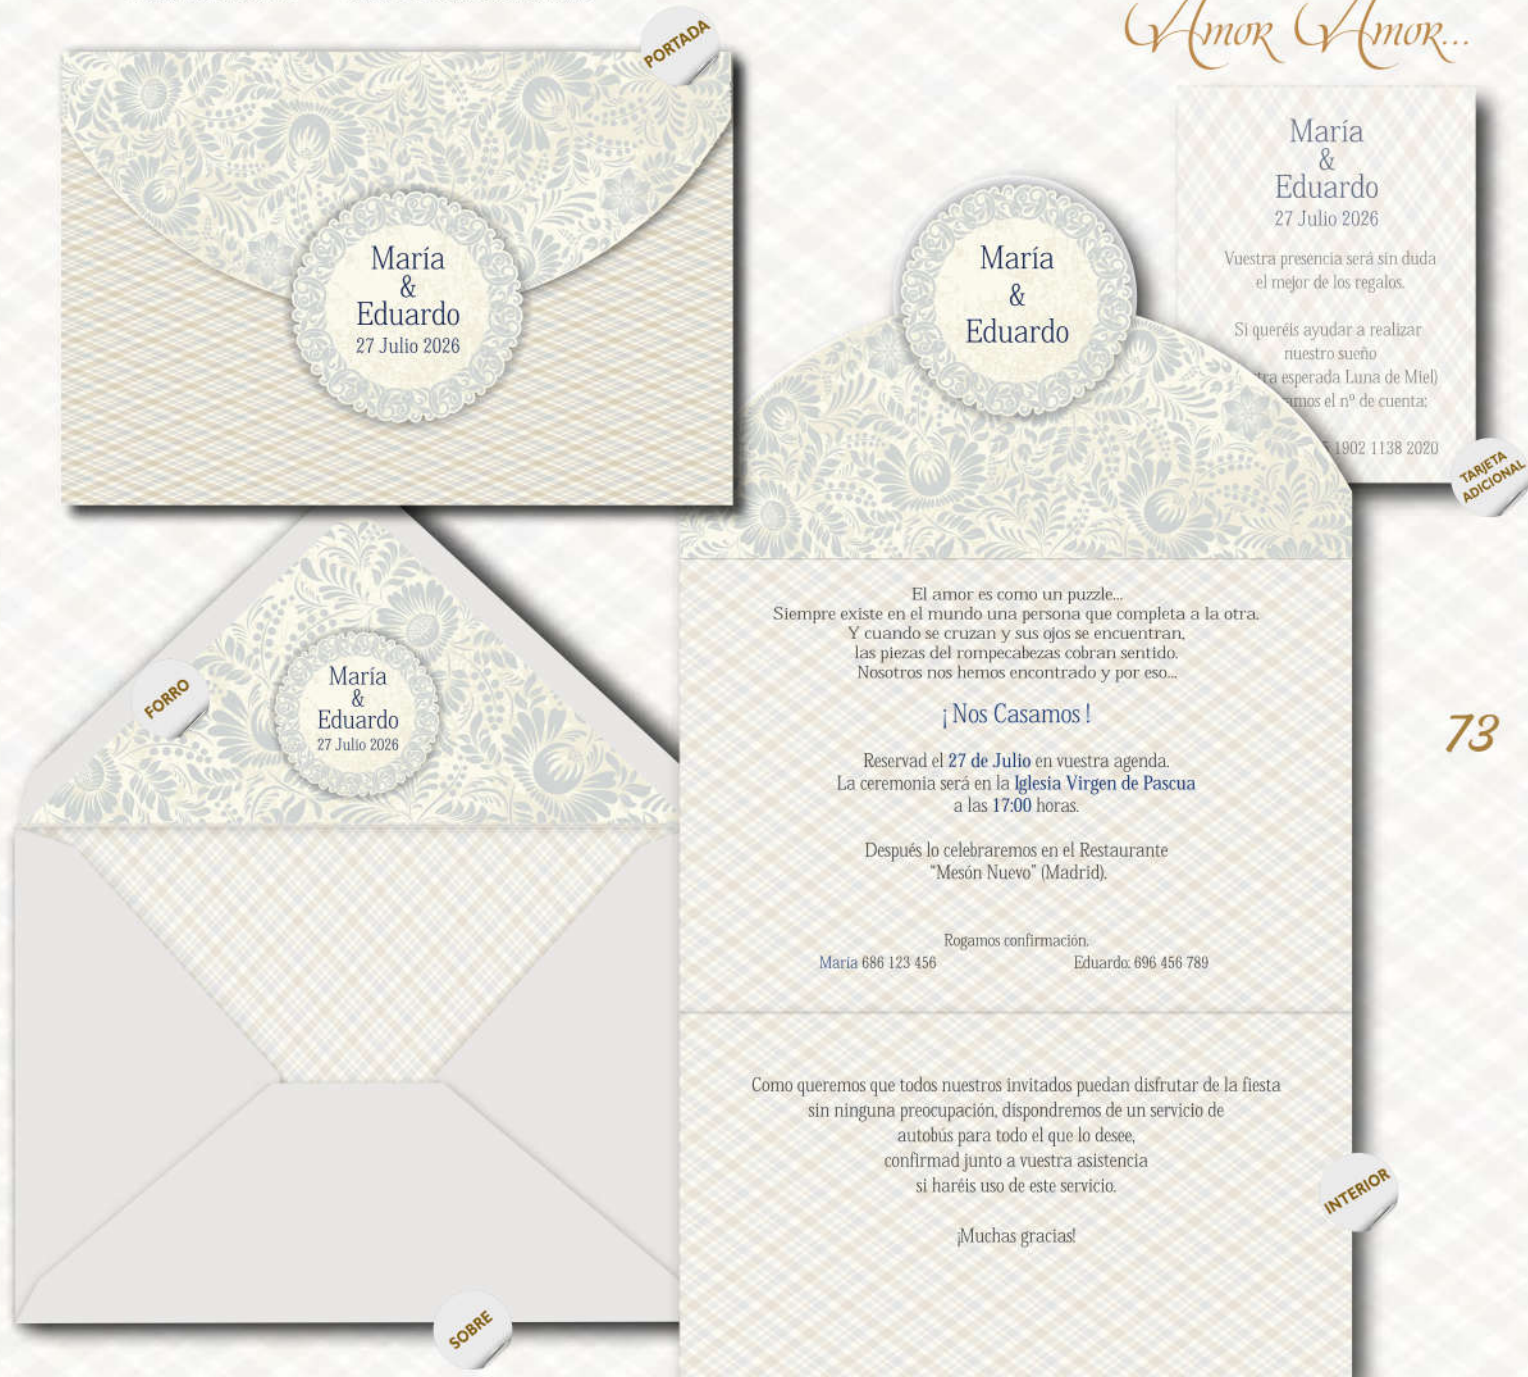 Amor Amor...
PORTADA
María
&
Eduardo
27 Julio 2026
María
&
Eduardo
27 Julio 2026
Vuestra presencia será sin duda
el mejor de los regalos.
Si queréis ayudar a realizar
nuestro sueño
esperada Luna de Miel)
el nº de cuenta:
1902 1138 2020
TARJETA
ADICIONAL
María
&
Eduardo
El amor es como un puzzle...
Siempre existe en el mundo una persona que completa a la otra.
Y cuando se cruzan y sus ojos se encuentran,
las piezas del rompecabezas cobran sentido.
Nosotros nos hemos encontrado y por eso...
¡ Nos Casamos !
Reservad el 27 de Julio en vuestra agenda.
La ceremonia será en la Iglesia Virgen de Pascua
a las 17:00 horas.
Después lo celebraremos en el Restaurante
"Mesón Nuevo" (Madrid).
Rogamos confirmación.
María 686 123 456 Eduardo: 696 456 789
Como queremos que todos nuestros invitados puedan disfrutar de la fiesta
sin ninguna preocupación, dispondremos de un servicio de
autobús para todo el que lo desee,
confirmad junto a vuestra asistencia
si haréis uso de este servicio.
¡Muchas gracias!
INTERIOR
FORRO
María
&
Eduardo
27 Julio 2026
SOBRE
73